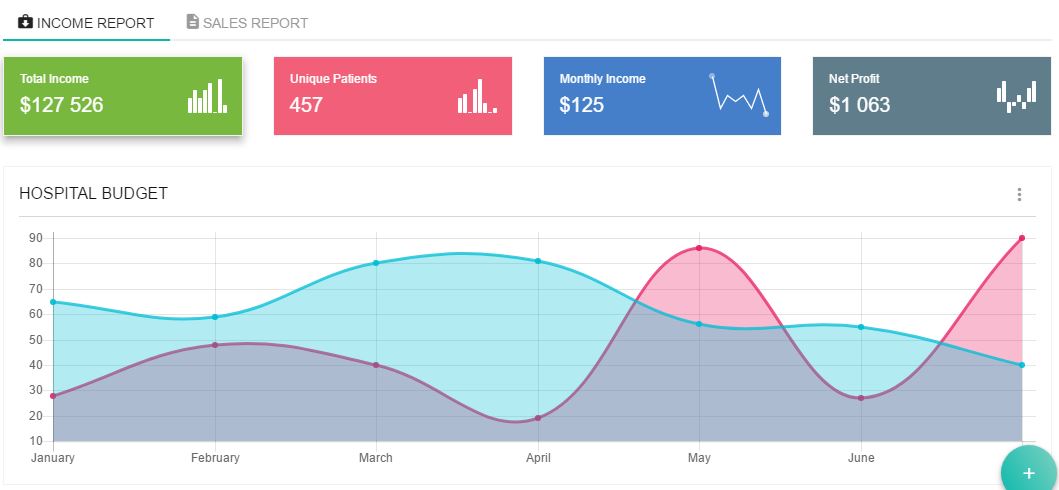 INCOME REPORT SALES REPORT
Total Income
$127 526
Unique Patients
457
Monthly Income
$125
Net Profit
$1 063
HOSPITAL BUDGET
90
80
70
60
50
40
30
20
10
January February March April May June
+